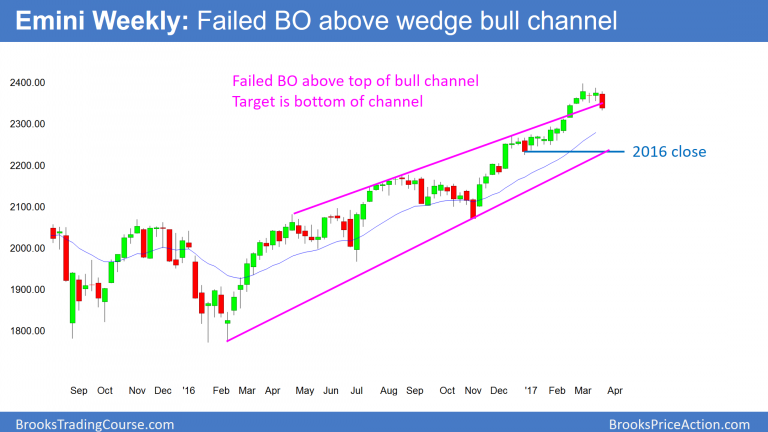 Emini Weekly: Failed BO above wedge bull channel
Failed BO above top of bull channel
Target is bottom of channel
2400.00
2300.00
2200.00
2016 close
2100.00
2000.00
1900.00
1800.00
Sep Oct Nov Dec '16 Feb Mar Apr May Jun Jul Aug Sep Oct Nov Dec '17 Feb Mar Apr
BrooksTradingCourse.com BrooksPriceAction.com